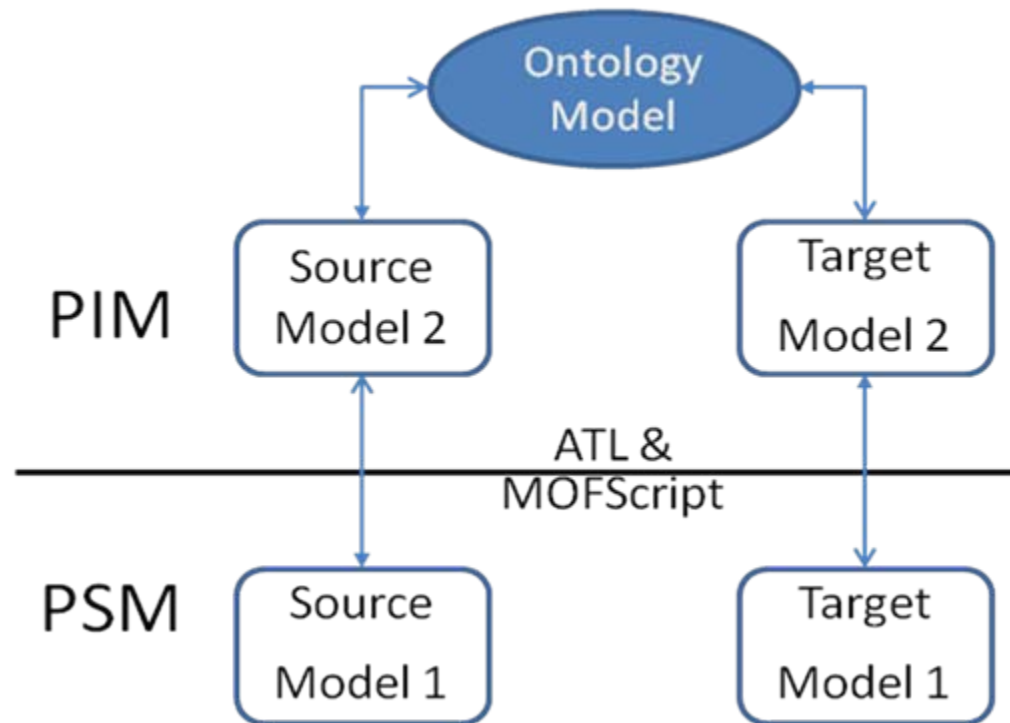 Ontology
Model
PIM
Source
Model 2
Target
Model 2
ATL &
MOFScript
PSM
Source
Model 1
Target
Model 1